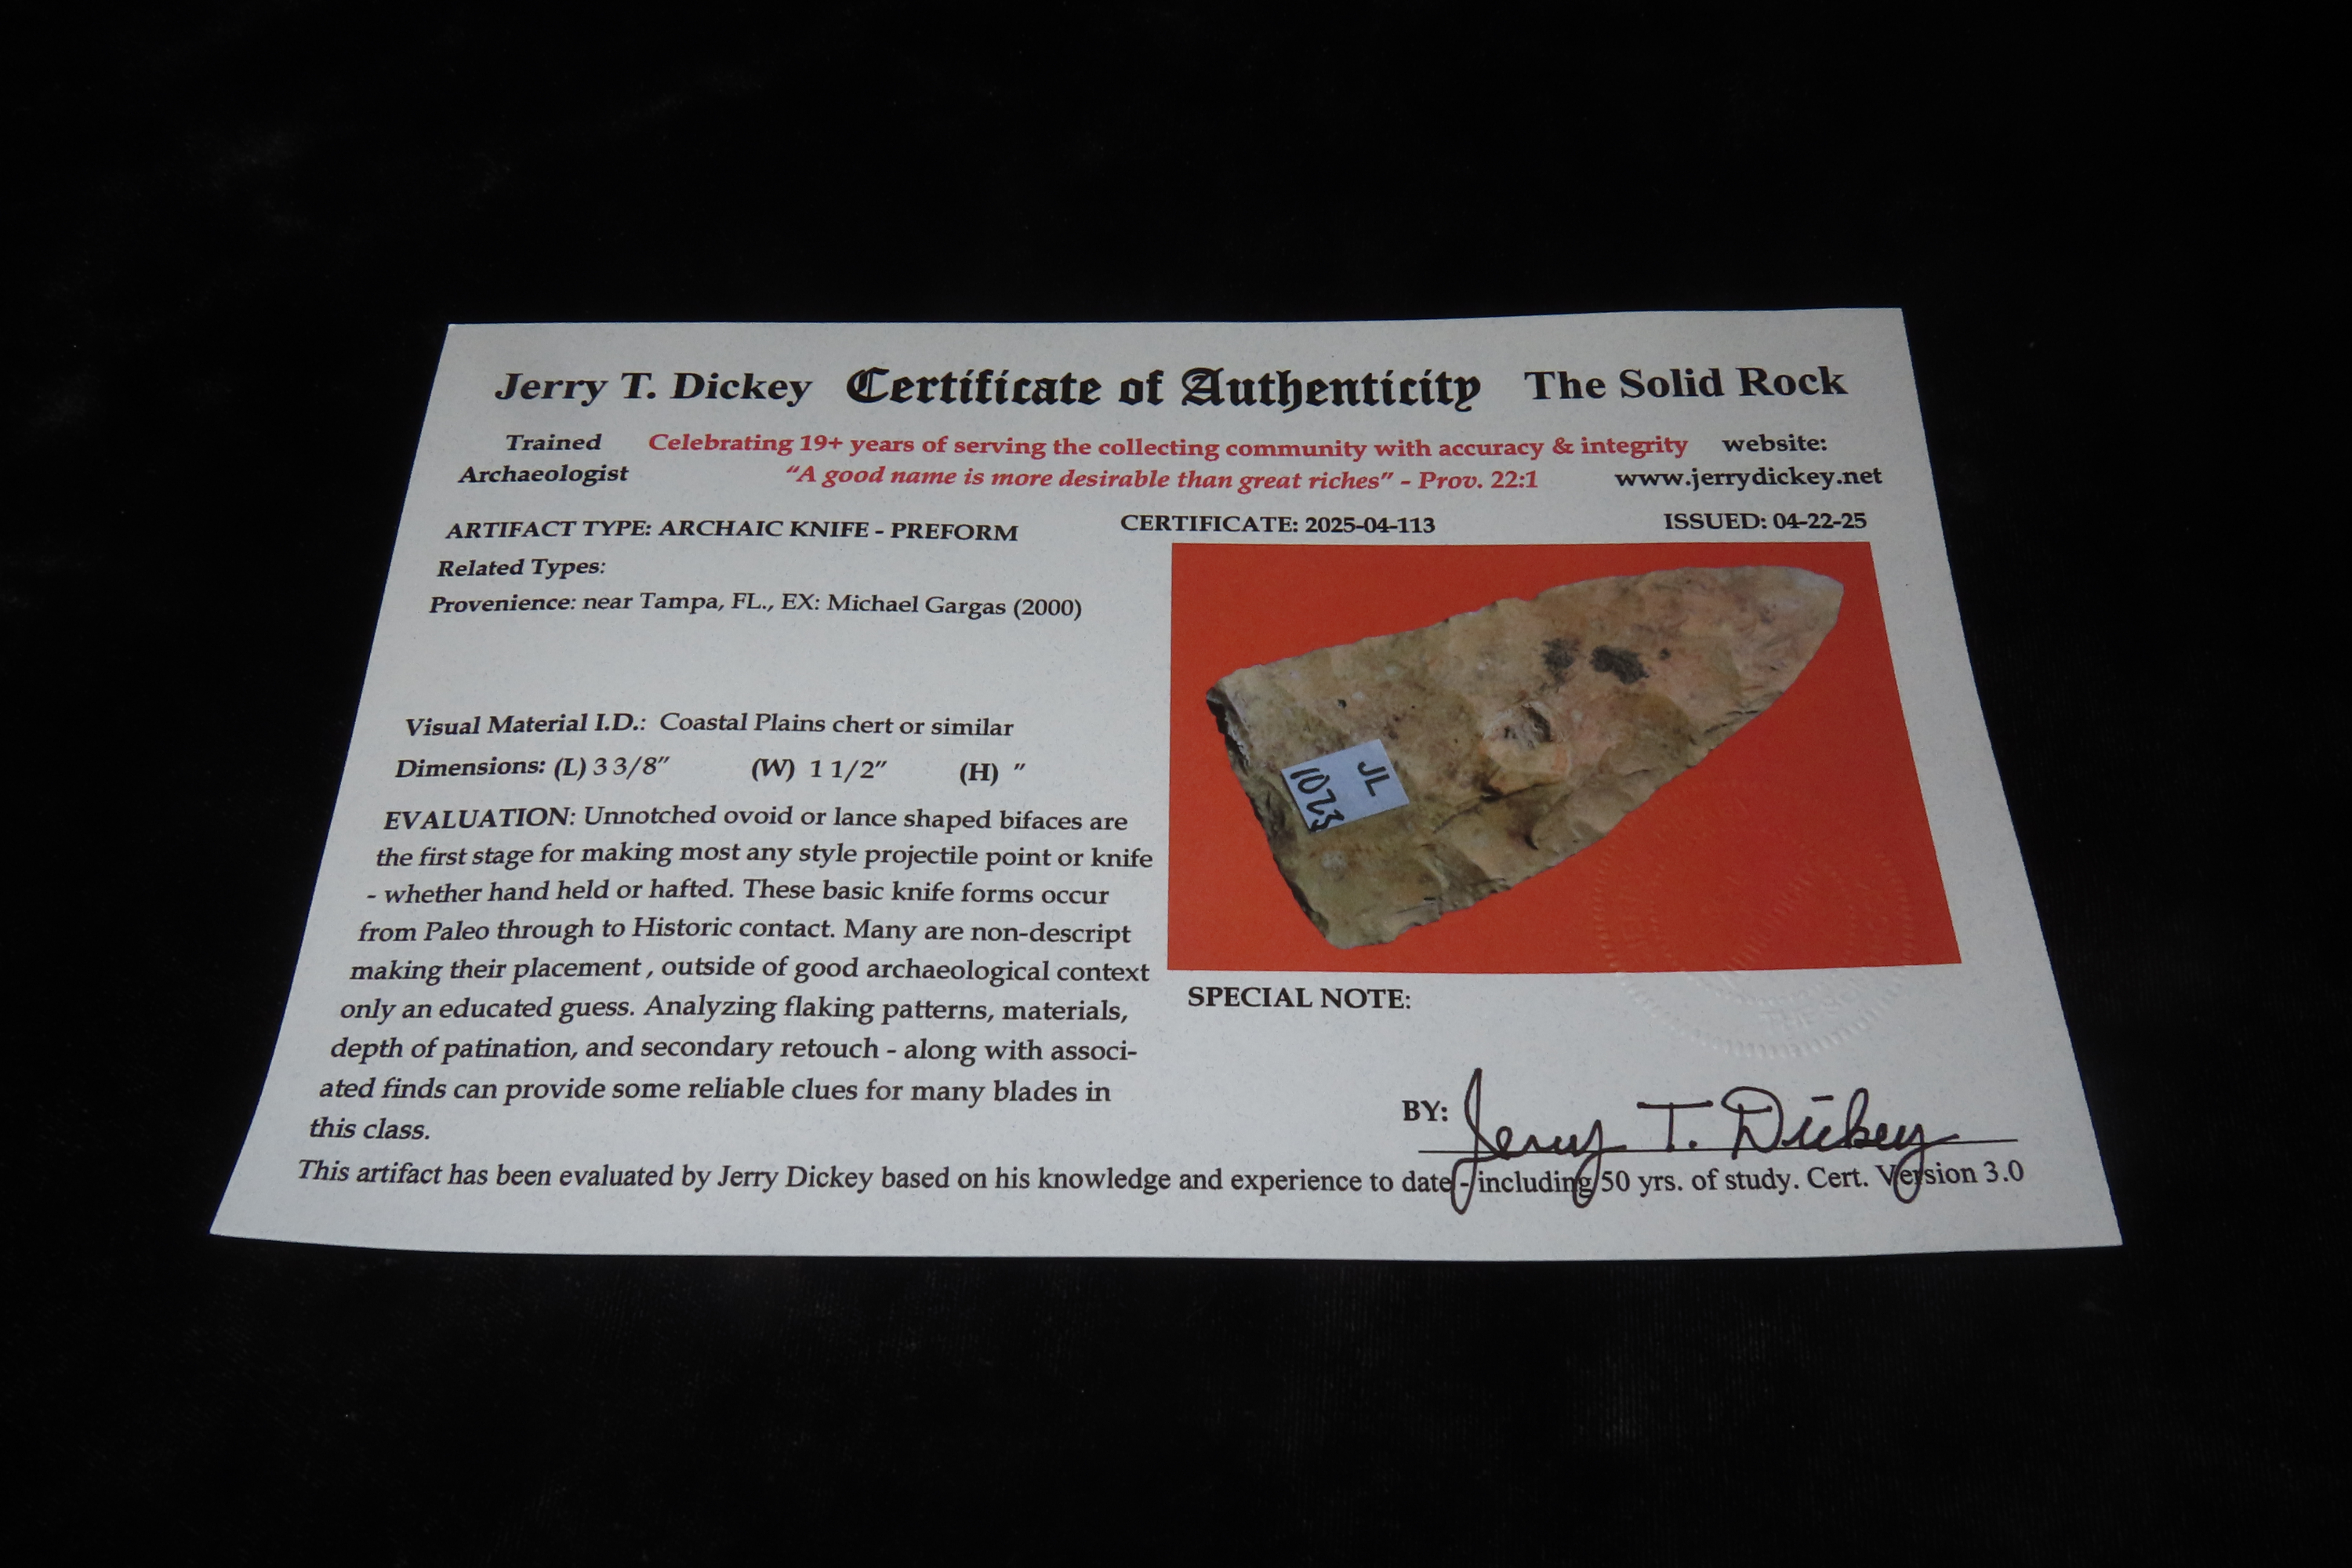 Jerry T. Dickey Certificate of Authenticity The Solid Rock
Trained Archaeologist
Celebrating 19+ years of serving the collecting community with accuracy & integrity
"A good name is more desirable than great riches" - Prov. 22:1
website:
www.jerrydickey.net
ARTIFACT TYPE: ARCHAIC KNIFE - PREFORM
CERTIFICATE: 2025-04-113
ISSUED: 04-22-25
Related Types:
Provenience: near Tampa, FL., EX: Michael Gargas (2000)
Visual Material I.D.: Coastal Plains chert or similar
Dimensions: (L) 3 3/8" (W) 1 1/2" (H) "
EVALUATION: Unnotched ovoid or lance shaped bifaces are
the first stage for making most any style projectile point or knife
- whether hand held or hafted. These basic knife forms occur
from Paleo through to Historic contact. Many are non-descript
making their placement , outside of good archaeological context
only an educated guess. Analyzing flaking patterns, materials,
depth of patination, and secondary retouch - along with associ-
ated finds can provide some reliable clues for many blades in
this class.
JL
1023
SPECIAL NOTE:
BY: Jerry T. Dickey
This artifact has been evaluated by Jerry Dickey based on his knowledge and experience to date - including 50 yrs. of study. Cert. Version 3.0